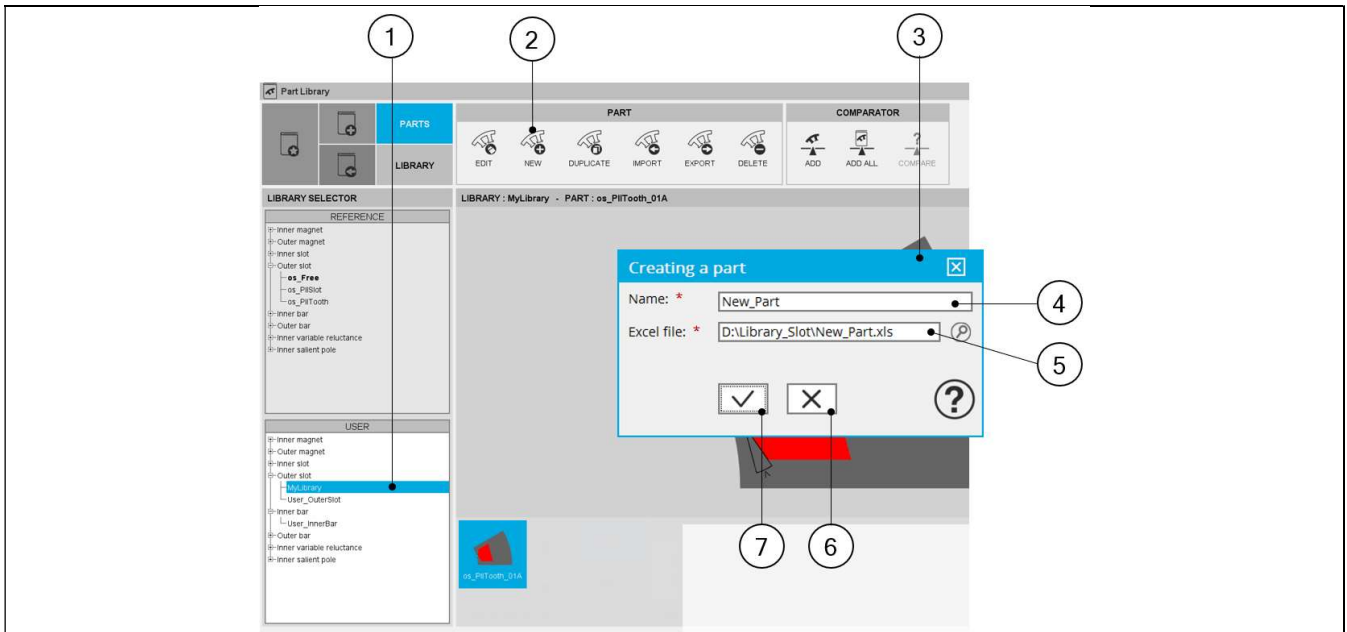 1
2
3
Part Library
PARTS
LIBRARY
PART
EDIT
NEW
DUPLICATE
IMPORT
EXPORT
DELETE
COMPARATOR
ADD
ADD ALL
COMPARE
LIBRARY SELECTOR
LIBRARY : MyLibrary - PART : os_PllTooth_01A
REFERENCE
Inner magnet
Outer magnet
Inner slot
Outer slot
os_Free
os_PllSlot
os_PllTooth
Inner bar
Outer bar
Inner variable reluctance
Inner salient pole
Creating a part
Name: * New_Part
4
Excel file: * D:\Library_Slot\New_Part.xls
5
?
USER
Inner magnet
Outer magnet
Inner slot
Outer slot
MyLibrary
User_OuterSlot
Inner bar
User_InnerBar
Outer bar
Inner variable reluctance
Inner salient pole
7
6
os_PllTooth_01A